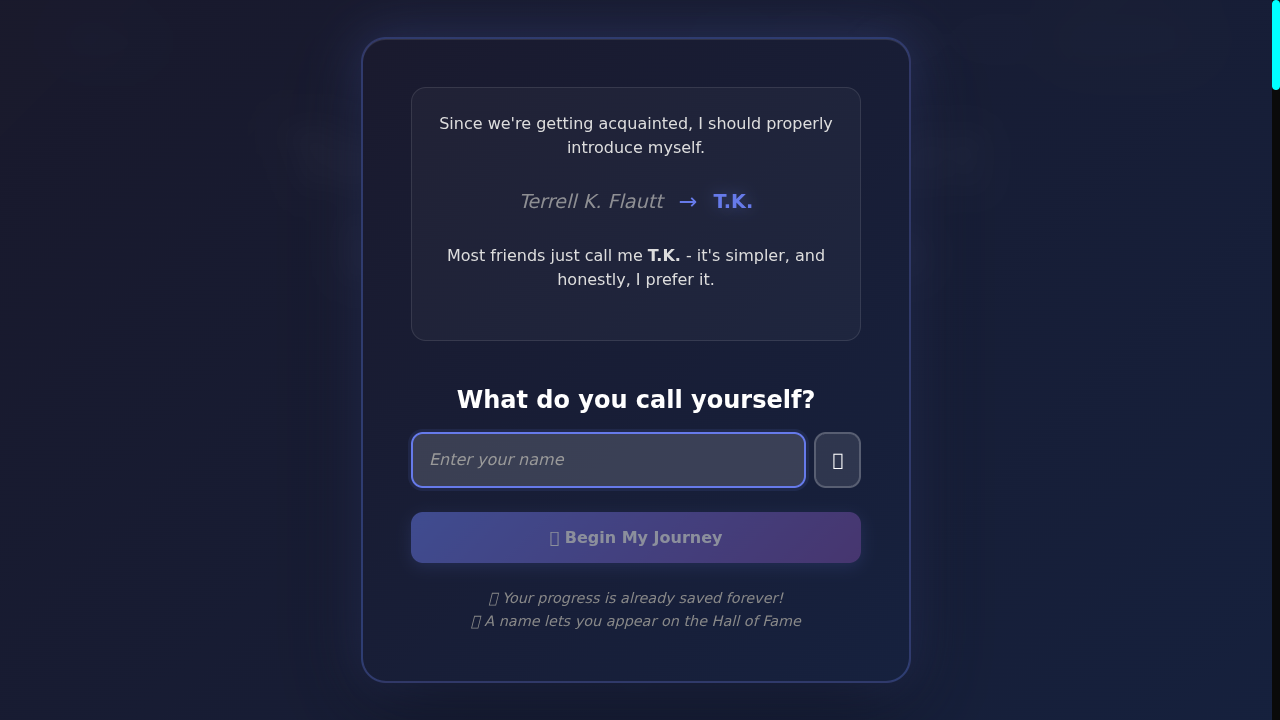 Since we're getting acquainted, I should properly
introduce myself.
Terrell K. Flautt → T.K.
Most friends just call me T.K. - it's simpler, and
honestly, I prefer it.
What do you call yourself?
Enter your name
Begin My Journey
Your progress is already saved forever!
A name lets you appear on the Hall of Fame